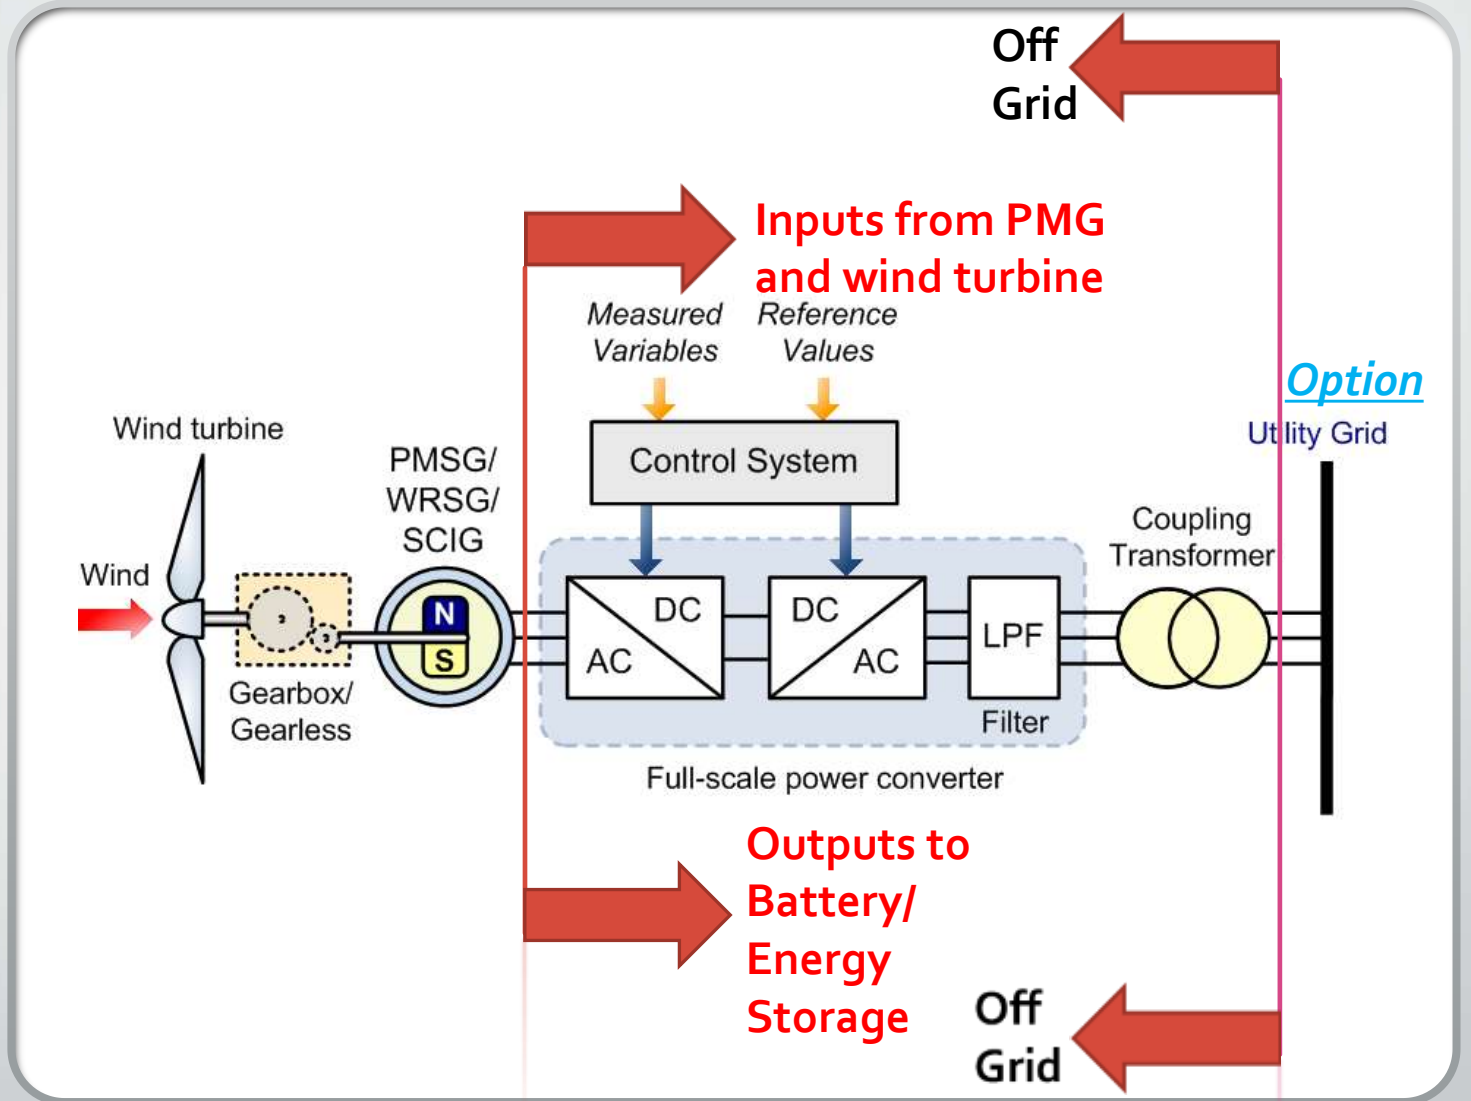 Off
Grid
Inputs from PMG
and wind turbine
Measured
Variables
Reference
Values
Option
Utility Grid
Wind turbine
PMSG/
WRSG/
SCIG
Control System
Coupling
Transformer
Wind
N
S
DC
AC
DC
AC
LPF
Gearbox/
Gearless
Filter
Full-scale power converter
Outputs to
Battery/
Energy
Storage
Off
Grid